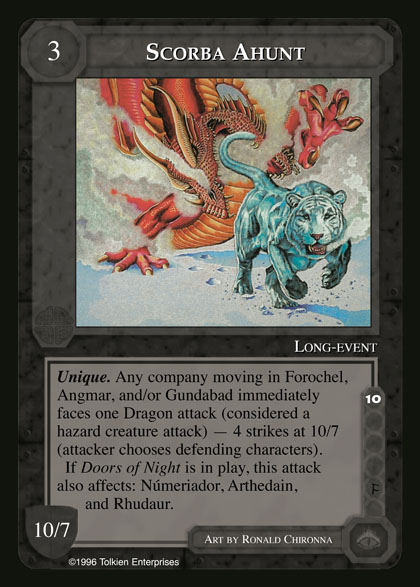 3
SCORBA AHUNT
LONG-EVENT
Unique. Any company moving in Forochel,
Angmar, and/or Gundabad immediately
faces one Dragon attack (considered a
hazard creature attack) — 4 strikes at 10/7
(attacker chooses defending characters).
If Doors of Night is in play, this attack
also affects: Númeriador, Arthedain,
and Rhudaur.
10
F
10/7
ART BY RONALD CHIRONNA
©1996 Tolkien Enterprises